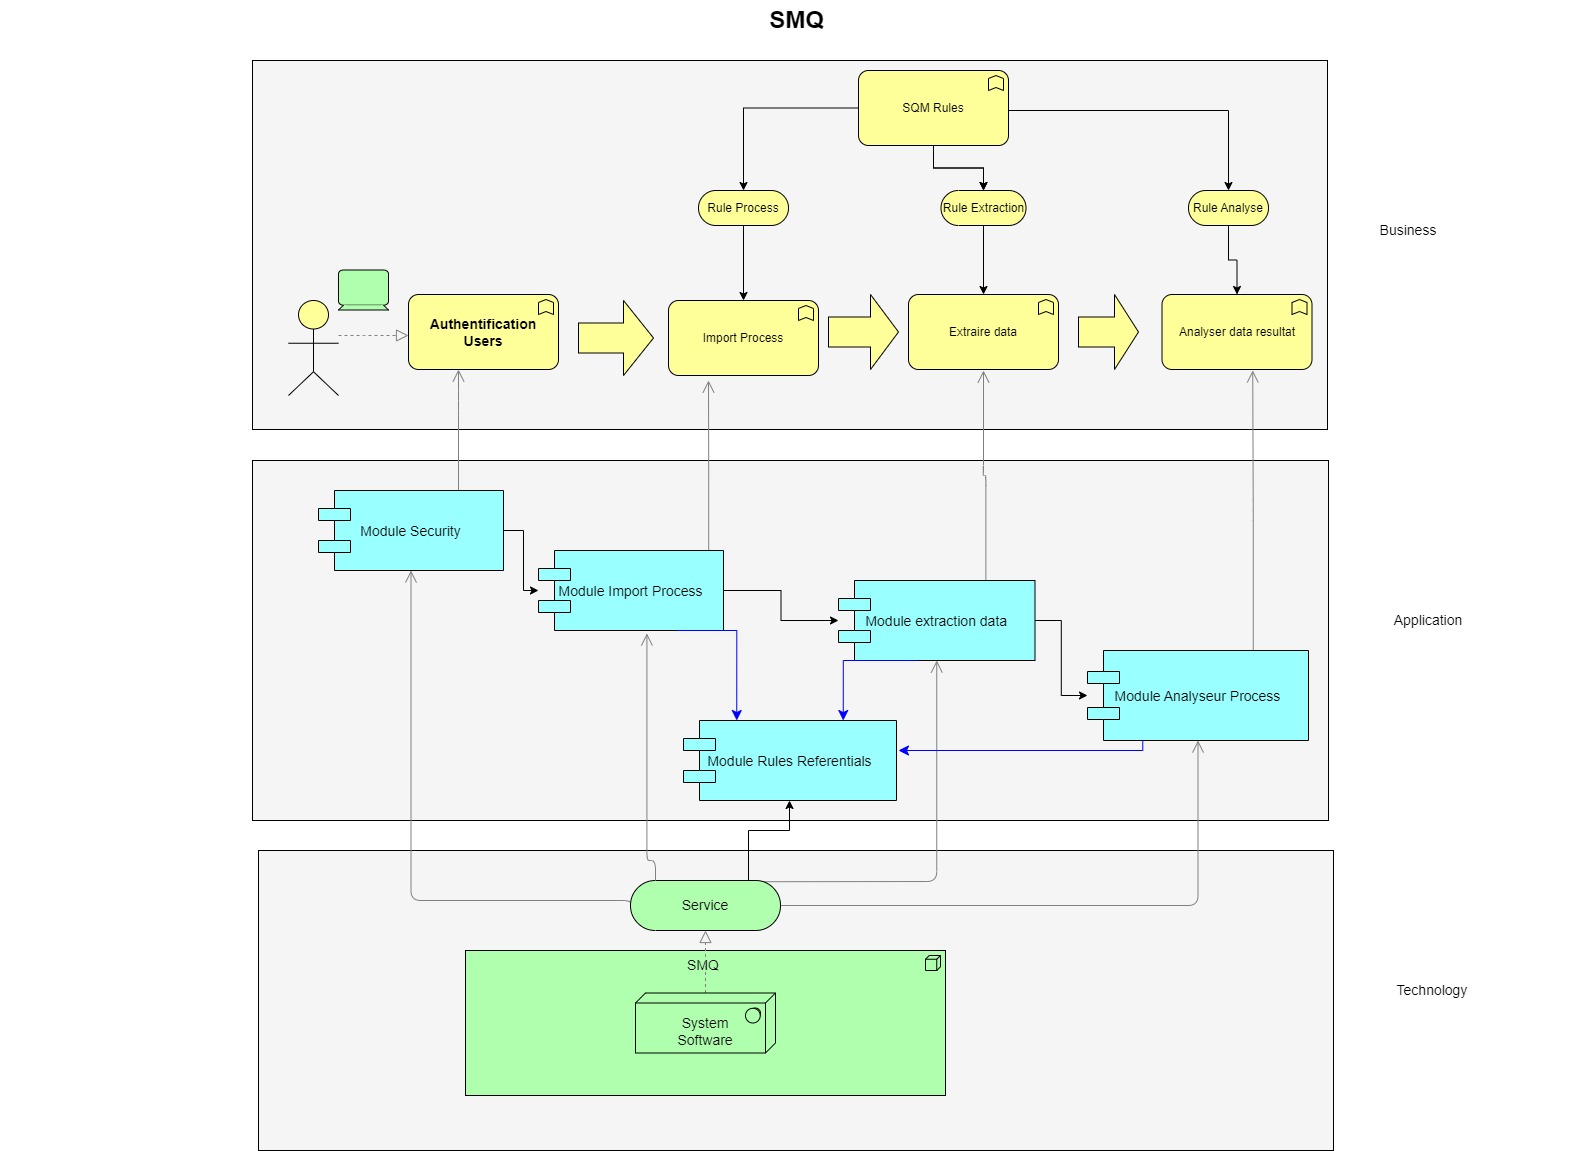 SMQ
SQM Rules
Rule Process
Rule Extraction
Rule Analyse
Business
Authentification
Users
Import Process
Extraire data
Analyser data resultat
Module Security
Module Import Process
Module extraction data
Application
Module Analyseur Process
Module Rules Referentials
Service
SMQ
Technology
System
Software